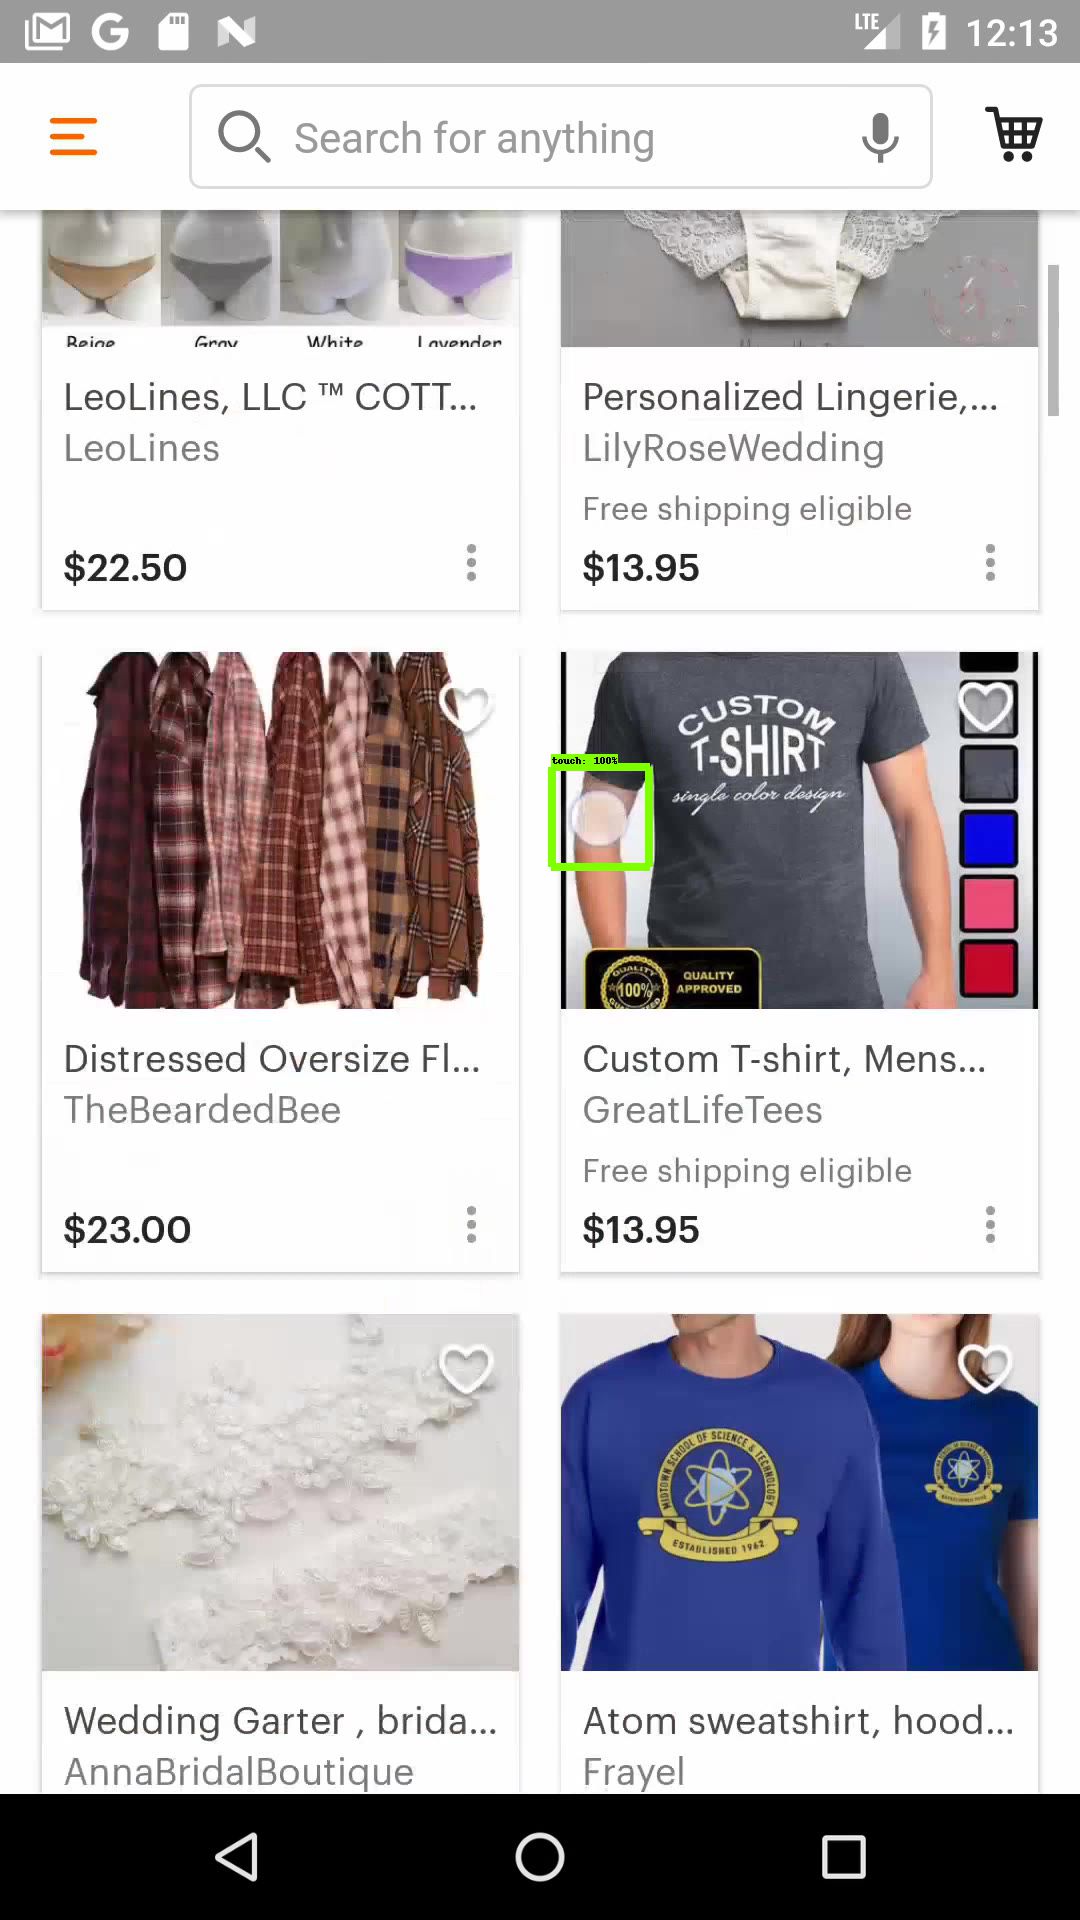 LTE 12:13
Search for anything
Beige Gray White Lavender
LeoLines, LLC ™ COTT...
LeoLines
$22.50
Personalized Lingerie,...
LilyRoseWedding
Free shipping eligible
$13.95
touch: 100%
CUSTOM
T-SHIRT
single color design
QUALITY
100%
QUALITY
APPROVED
Distressed Oversize Fl...
TheBeardedBee
$23.00
Custom T-shirt, Mens...
GreatLifeTees
Free shipping eligible
$13.95
MIDTOWN SCHOOL OF SCIENCE & TECHNOLOGY
ESTABLISHED 1962
Wedding Garter , brida...
AnnaBridalBoutique
Atom sweatshirt, hood...
Frayel